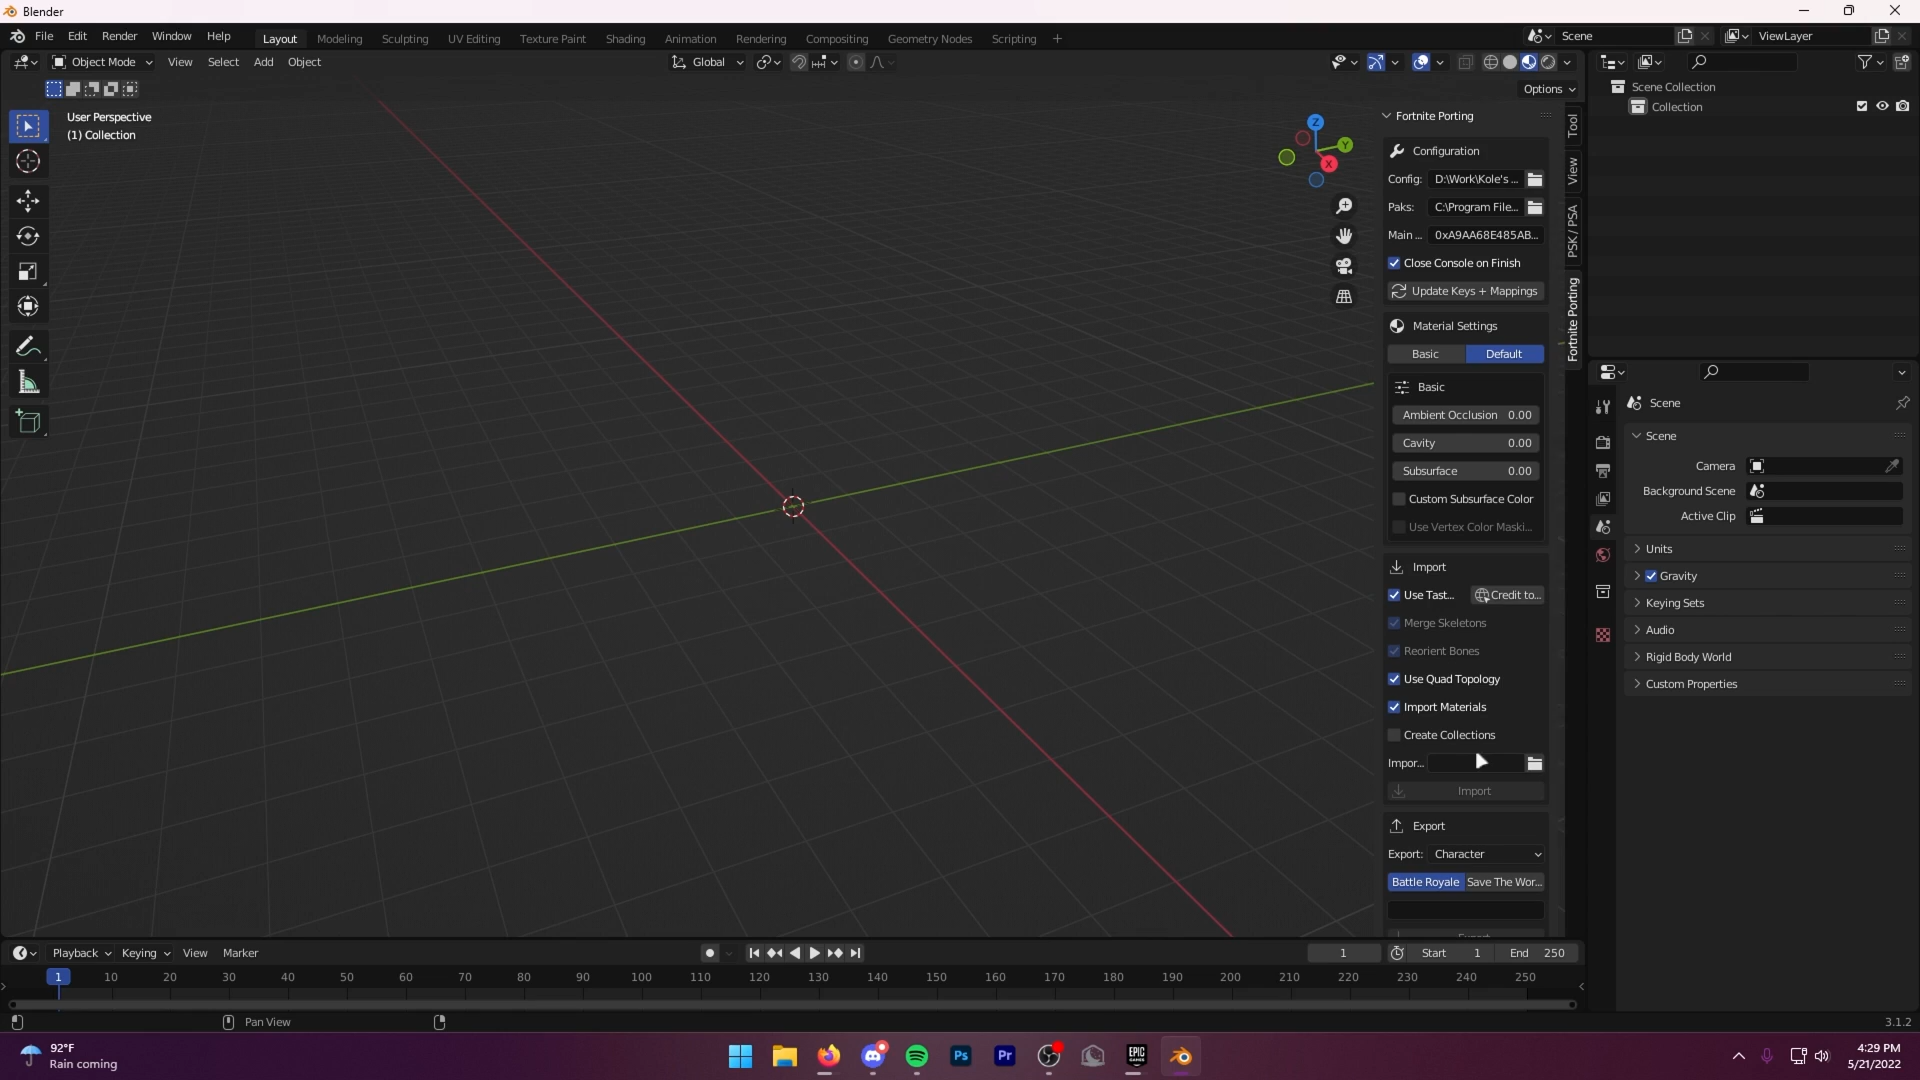 Blender
File Edit Render Window Help Layout Modeling Sculpting UV Editing Texture Paint Shading Animation Rendering Compositing Geometry Nodes Scripting + Scene ViewLayer
Object Mode View Select Add Object Global
Options
User Perspective
(1) Collection
Z
Y
X
Fortnite Porting
Configuration
Config: D:\Work\Kole's ...
Paks: C:\Program File...
Main ... 0xA9AA68E485AB...
Close Console on Finish
Update Keys + Mappings
Material Settings
Basic Default
Basic
Ambient Occlusion 0.00
Cavity 0.00
Subsurface 0.00
Custom Subsurface Color
Use Vertex Color Maski...
Import
Use Tast... Credit to...
Merge Skeletons
Reorient Bones
Use Quad Topology
Import Materials
Create Collections
Impor...
Import
Export
Export: Character
Battle Royale Save The Wor...
Tool
View
PSK / PSA
Fortnite Porting
Scene Collection
Collection
Scene
Scene
Camera
Background Scene
Active Clip
Units
Gravity
Keying Sets
Audio
Rigid Body World
Custom Properties
Playback Keying View Marker 1 Start 1 End 250
1 10 20 30 40 50 60 70 80 90 100 110 120 130 140 150 160 170 180 190 200 210 220 230 240 250
Pan View 3.1.2
92°F
Rain coming
Ps
Pr
EPIC
GAMES
4:29 PM
5/21/2022